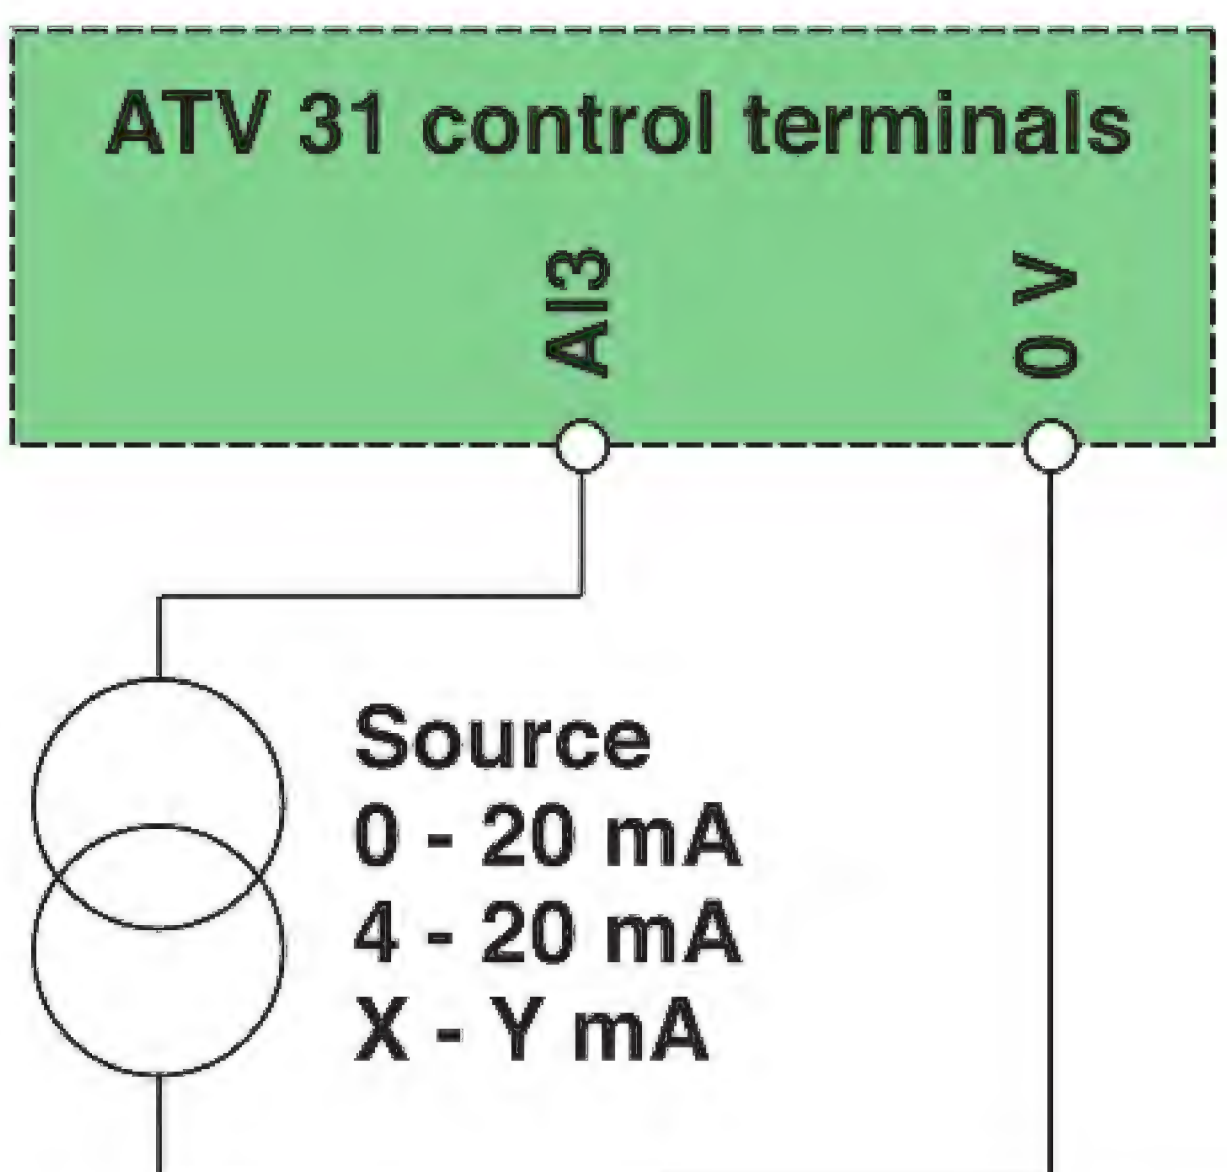 ATV 31 control terminals
AI3
0 V
Source
0 - 20 mA
4 - 20 mA
X - Y mA